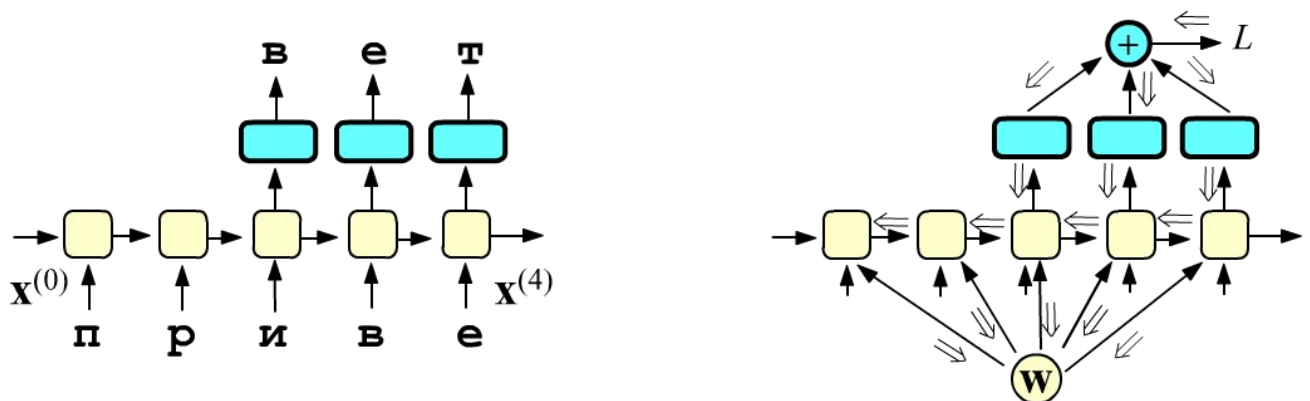 в е т
x(0) x(4)
п р и в е
+ L
w